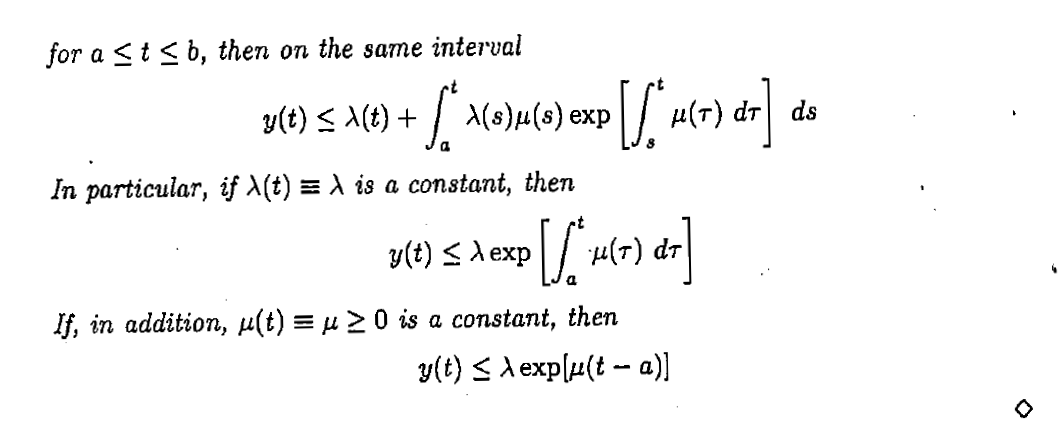 for a ≤ t ≤ b, then on the same interval
y(t) ≤ λ(t) + ∫_a^t λ(s)μ(s) exp [∫_s^t μ(τ) dτ] ds
In particular, if λ(t) ≡ λ is a constant, then
y(t) ≤ λ exp [∫_a^t μ(τ) dτ]
If, in addition, μ(t) ≡ μ ≥ 0 is a constant, then
y(t) ≤ λ exp[μ(t − a)]
◇